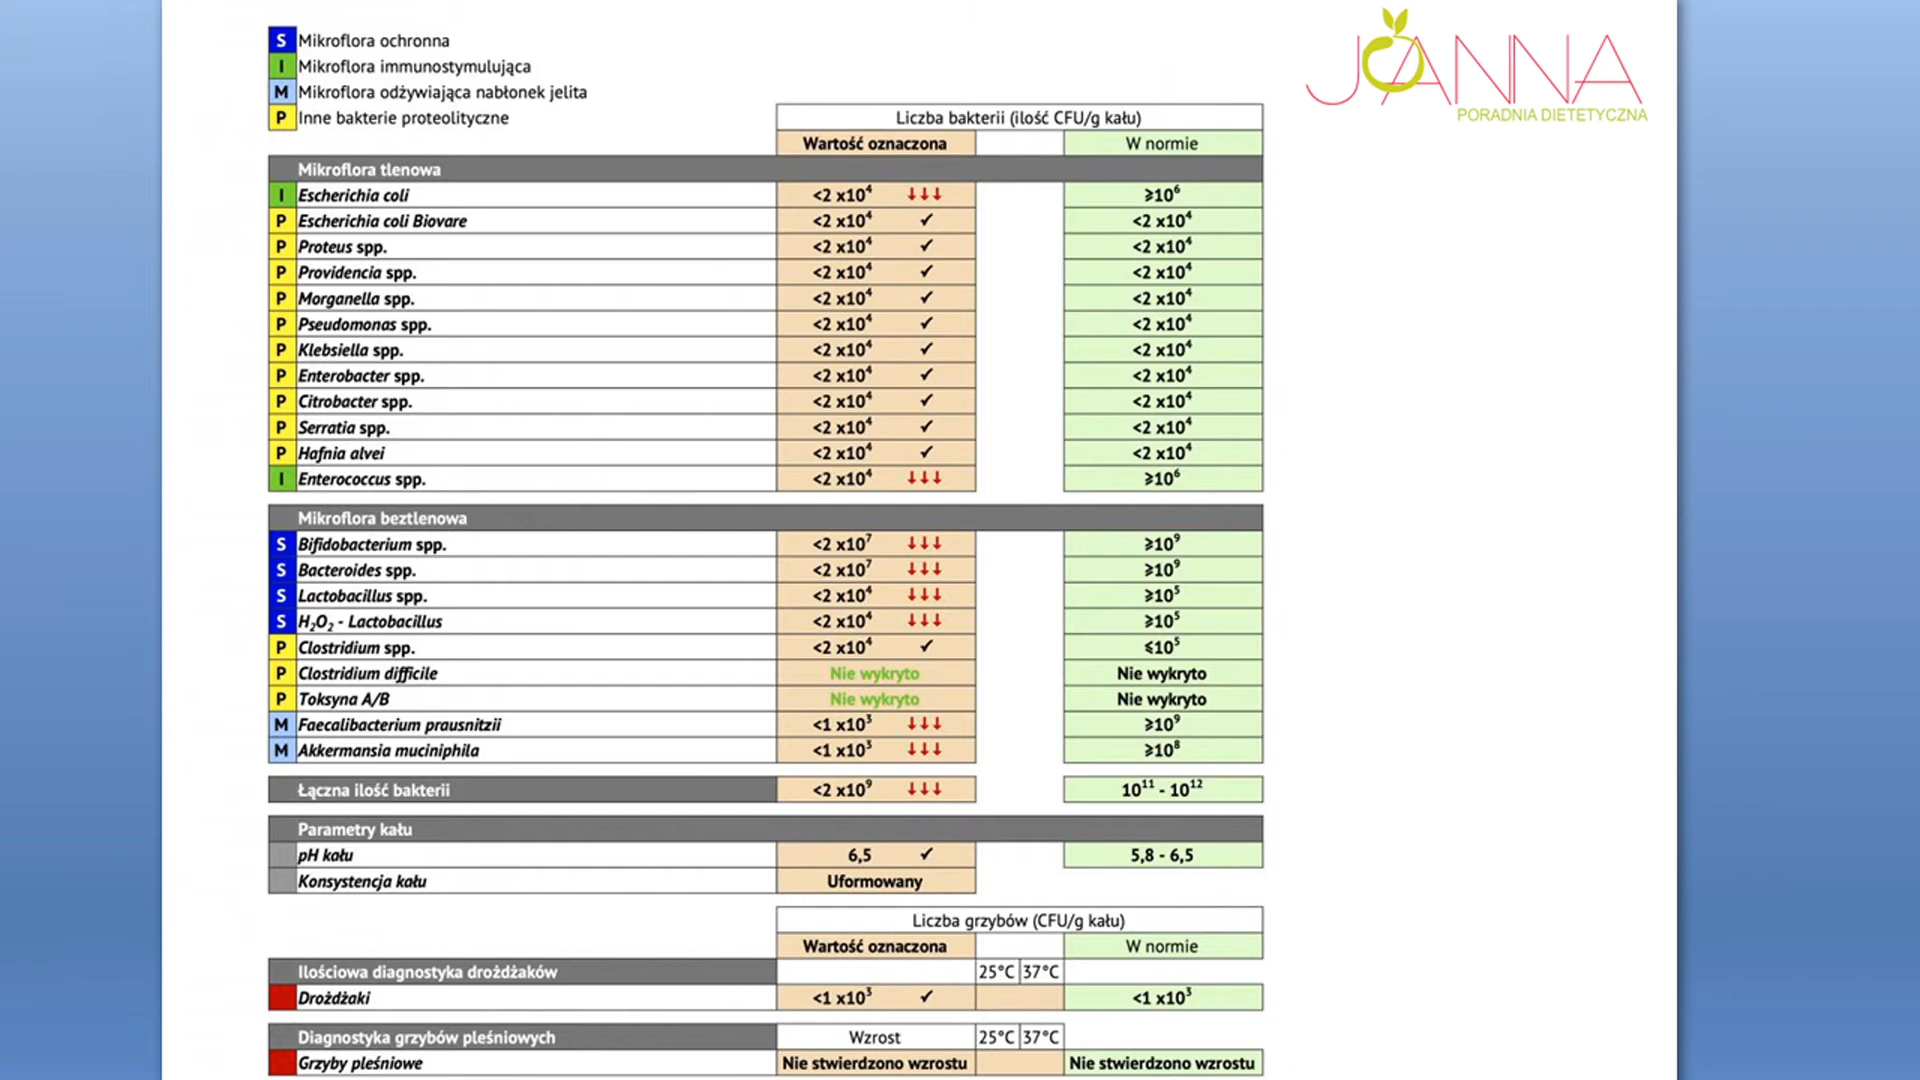 S Mikroflora ochronna
I Mikroflora immunostymulująca
M Mikroflora odżywiająca nabłonek jelita
P Inne bakterie proteolityczne
JOANNA
PORADNIA DIETETYCZNA
Liczba bakterii (ilość CFU/g kału)
Wartość oznaczona W normie
Mikroflora tlenowa
I Escherichia coli <2 x10⁴ ↓↓↓ ≥10⁶
P Escherichia coli Biovare <2 x10⁴ ✓ <2 x10⁴
P Proteus spp. <2 x10⁴ ✓ <2 x10⁴
P Providencia spp. <2 x10⁴ ✓ <2 x10⁴
P Morganella spp. <2 x10⁴ ✓ <2 x10⁴
P Pseudomonas spp. <2 x10⁴ ✓ <2 x10⁴
P Klebsiella spp. <2 x10⁴ ✓ <2 x10⁴
P Enterobacter spp. <2 x10⁴ ✓ <2 x10⁴
P Citrobacter spp. <2 x10⁴ ✓ <2 x10⁴
P Serratia spp. <2 x10⁴ ✓ <2 x10⁴
P Hafnia alvei <2 x10⁴ ✓ <2 x10⁴
I Enterococcus spp. <2 x10⁴ ↓↓↓ ≥10⁶
Mikroflora beztlenowa
S Bifidobacterium spp. <2 x10⁷ ↓↓↓ ≥10⁹
S Bacteroides spp. <2 x10⁷ ↓↓↓ ≥10⁹
S Lactobacillus spp. <2 x10⁴ ↓↓↓ ≥10⁵
S H₂O₂ - Lactobacillus <2 x10⁴ ↓↓↓ ≥10⁵
P Clostridium spp. <2 x10⁴ ✓ ≤10⁵
P Clostridium difficile Nie wykryto Nie wykryto
P Toksyna A/B Nie wykryto Nie wykryto
M Faecalibacterium prausnitzii <1 x10³ ↓↓↓ ≥10⁹
M Akkermansia muciniphila <1 x10³ ↓↓↓ ≥10⁸
Łączna ilość bakterii <2 x10⁹ ↓↓↓ 10¹¹ - 10¹²
Parametry kału
pH kału 6,5 ✓ 5,8 - 6,5
Konsystencja kału Uformowany
Liczba grzybów (CFU/g kału)
Wartość oznaczona W normie
Ilościowa diagnostyka drożdżaków 25°C 37°C
Drożdżaki <1 x10³ ✓ <1 x10³
Diagnostyka grzybów pleśniowych Wzrost 25°C 37°C
Grzyby pleśniowe Nie stwierdzono wzrostu Nie stwierdzono wzrostu